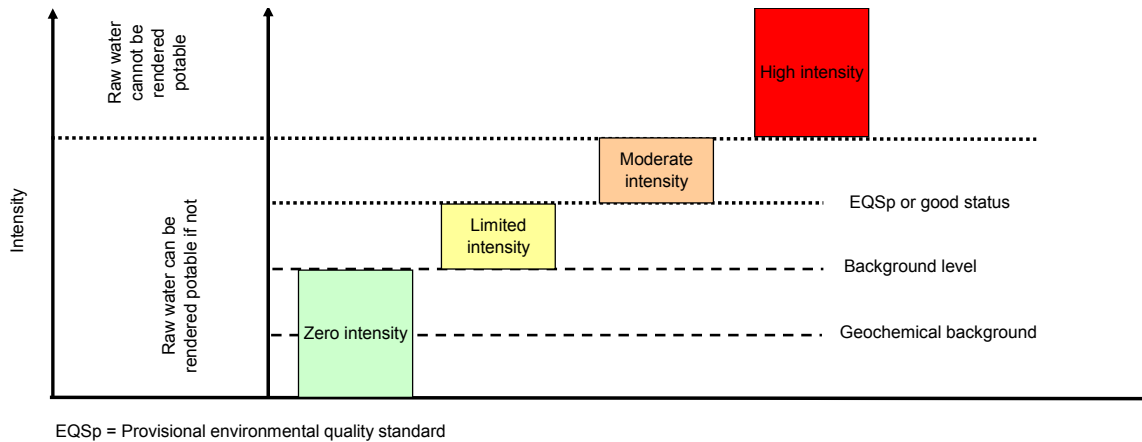 Intensity
Raw water
cannot be
rendered
potable
Raw water can be
rendered potable if not
High intensity
Moderate
intensity
EQSp or good status
Limited
intensity
Background level
Zero intensity
Geochemical background
EQSp = Provisional environmental quality standard